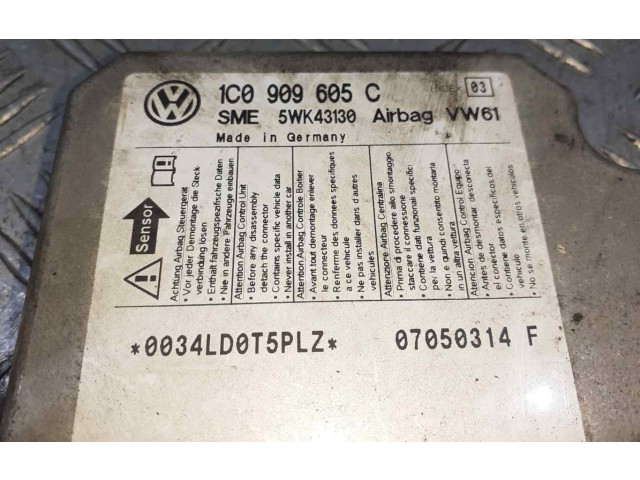 1C0 909 605 C
INDEX 03
SME 5WK43130 Airbag VW61
Made in Germany
Sensor
Achtung Airbag Steuergerät
• Vor jeder Demontage die Steck-
verbindung lösen
• Enthält fahrzeugspezifische Daten
• Nie in andere Fahrzeuge einbauen
Attention Airbag Control Unit
• Before any disassembly
detach the connector
• Contains specific vehicle data
• Never install in another car
Attention Airbag Contrôle Boitier
• Avant tout demontage enlever
le connecteur
• Renferme des données specifiques
a ce vehicule
• Ne pas installer dans d'autres
vehicules
Attenzione Airbag Centralina
• Prima di procedere allo smontaggio
staccare il connessione
• Contiene dati funzionali specifici
per la vettura
• Non e quindi consentito montarla
in un altra vettura
Atencion Airbag Control Equipo
• Antes de desmontar desconecta
el conector
• Contiene datos especificos del
vehiculo
• No se monte en otros vehiculos
*0034LD0T5PLZ*
07050314 F